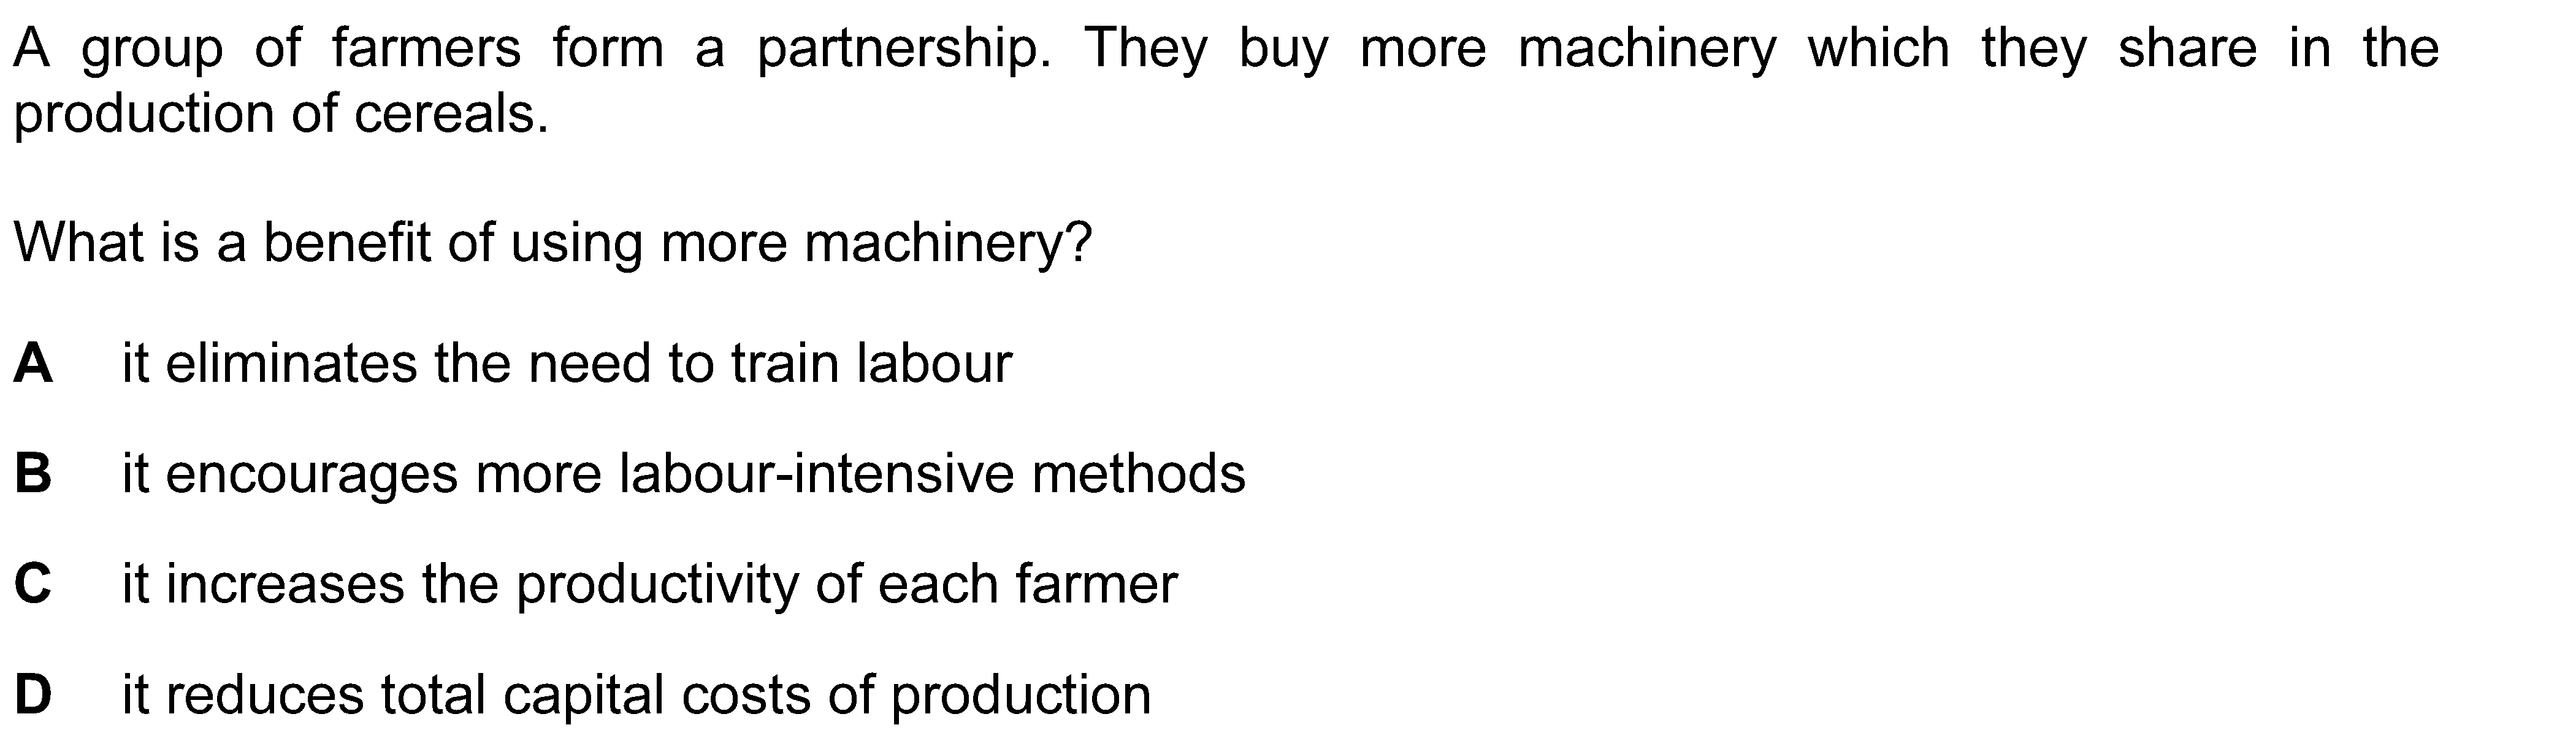 A group of farmers form a partnership. They buy more machinery which they share in the
production of cereals.
What is a benefit of using more machinery?
A it eliminates the need to train labour
B it encourages more labour-intensive methods
C it increases the productivity of each farmer
D it reduces total capital costs of production